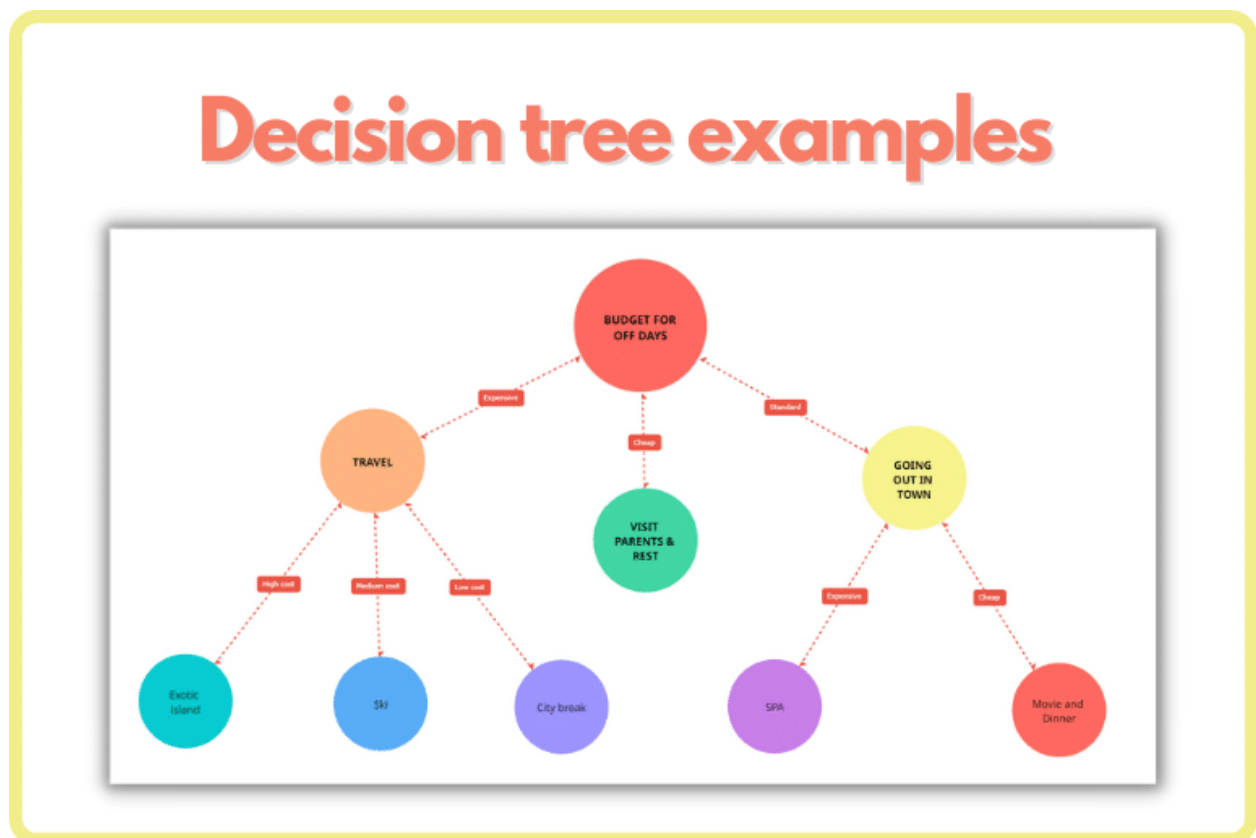 Decision tree examples
BUDGET FOR
OFF DAYS
Expensive
Cheap
Standard
TRAVEL
GOING
OUT IN
TOWN
VISIT
PARENTS &
REST
High cost
Medium cost
Low cost
Expensive
Cheap
Exotic
Island
Ski
City break
SPA
Movie and
Dinner